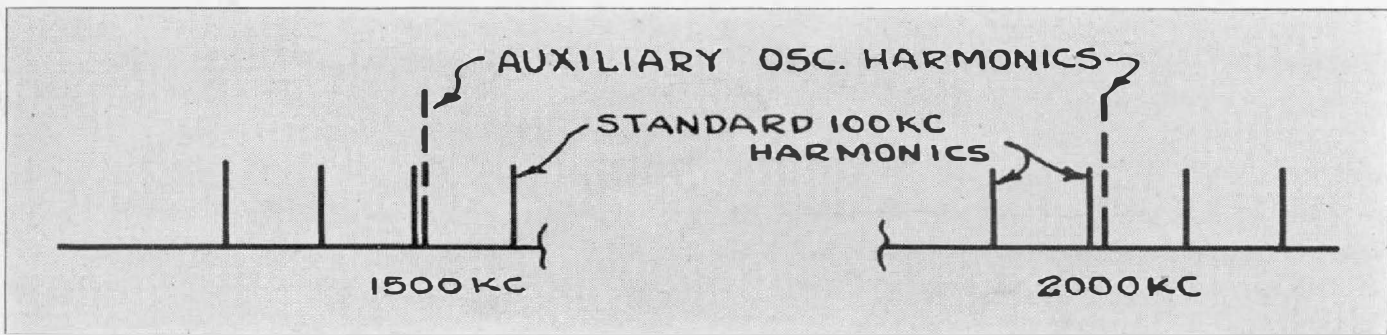 AUXILIARY OSC. HARMONICS
STANDARD 100KC
HARMONICS
1500KC
2000KC